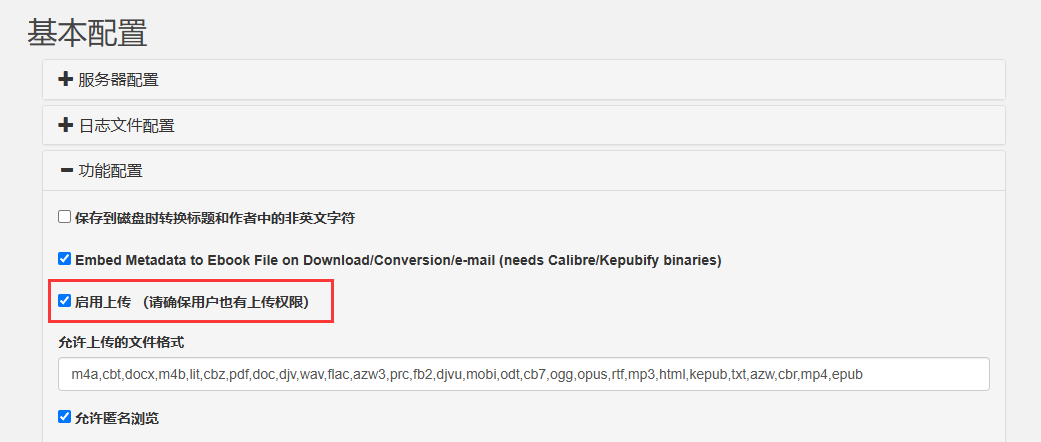 基本配置
服务器配置
日志文件配置
功能配置
保存到磁盘时转换标题和作者中的非英文字符
Embed Metadata to Ebook File on Download/Conversion/e-mail (needs Calibre/Kepubify binaries)
启用上传 （请确保用户也有上传权限）
允许上传的文件格式
m4a,cbt,docx,m4b,lit,cbz,pdf,doc,djv,wav,flac,azw3,prc,fb2,djvu,mobi,odt,cb7,ogg,opus,rtf,mp3,html,kepub,txt,azw,cbr,mp4,epub
允许匿名浏览